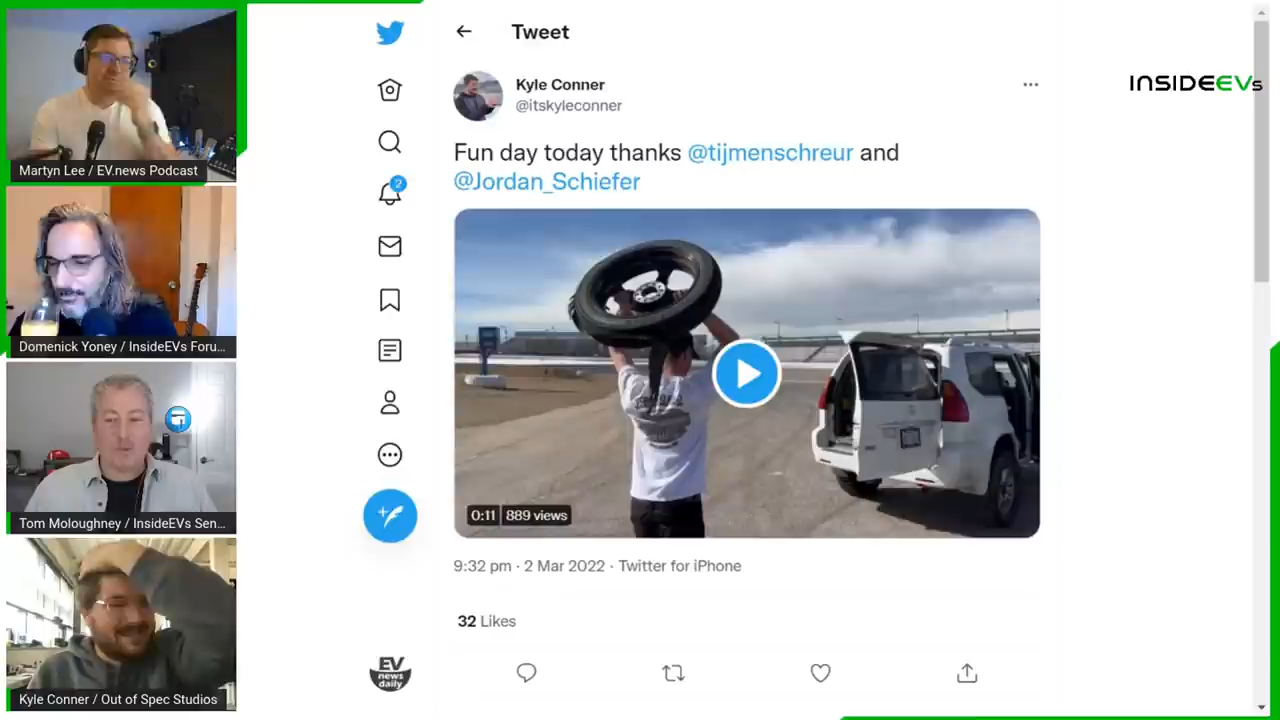 Martyn Lee / EV.news Podcast
Domenick Yoney / InsideEVs Foru...
Tom Moloughney / InsideEVs Sen...
Kyle Conner / Out of Spec Studios
Tweet
Kyle Conner
@itskyleconner
Fun day today thanks @tijmenschreur and
@Jordan_Schiefer
0:11 889 views
9:32 pm · 2 Mar 2022 · Twitter for iPhone
32 Likes
2
EV
news
daily
INSIDEEVs